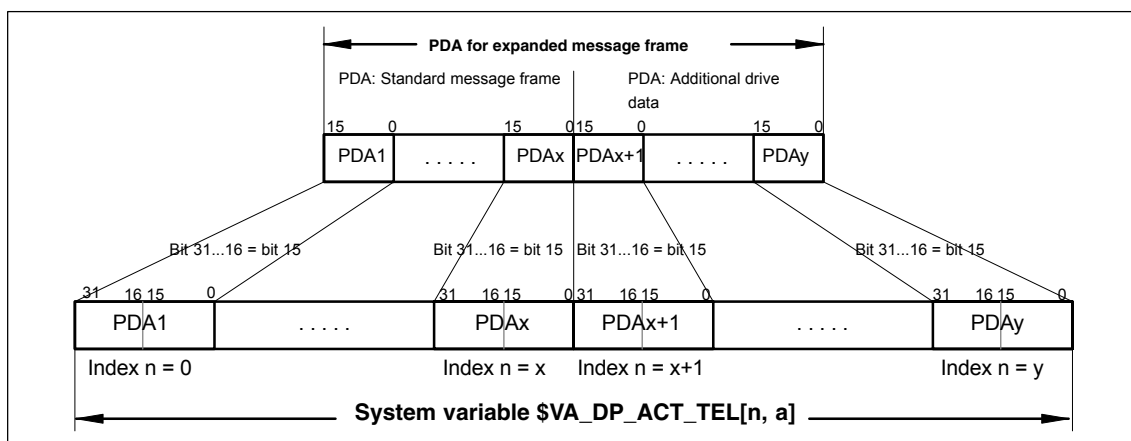 PDA for expanded message frame
PDA: Standard message frame PDA: Additional drive
data
15 0 15 0 15 0 15 0
PDA1 . . . . . PDAx PDAx+1 . . . . . PDAy
Bit 31...16 = bit 15 Bit 31...16 = bit 15 Bit 31...16 = bit 15 Bit 31...16 = bit 15
31 16 15 0 31 16 15 0 31 16 15 0 31 16 15 0
PDA1 . . . . . PDAx PDAx+1 . . . . . PDAy
Index n = 0 Index n = x Index n = x+1 Index n = y
System variable $VA_DP_ACT_TEL[n, a]